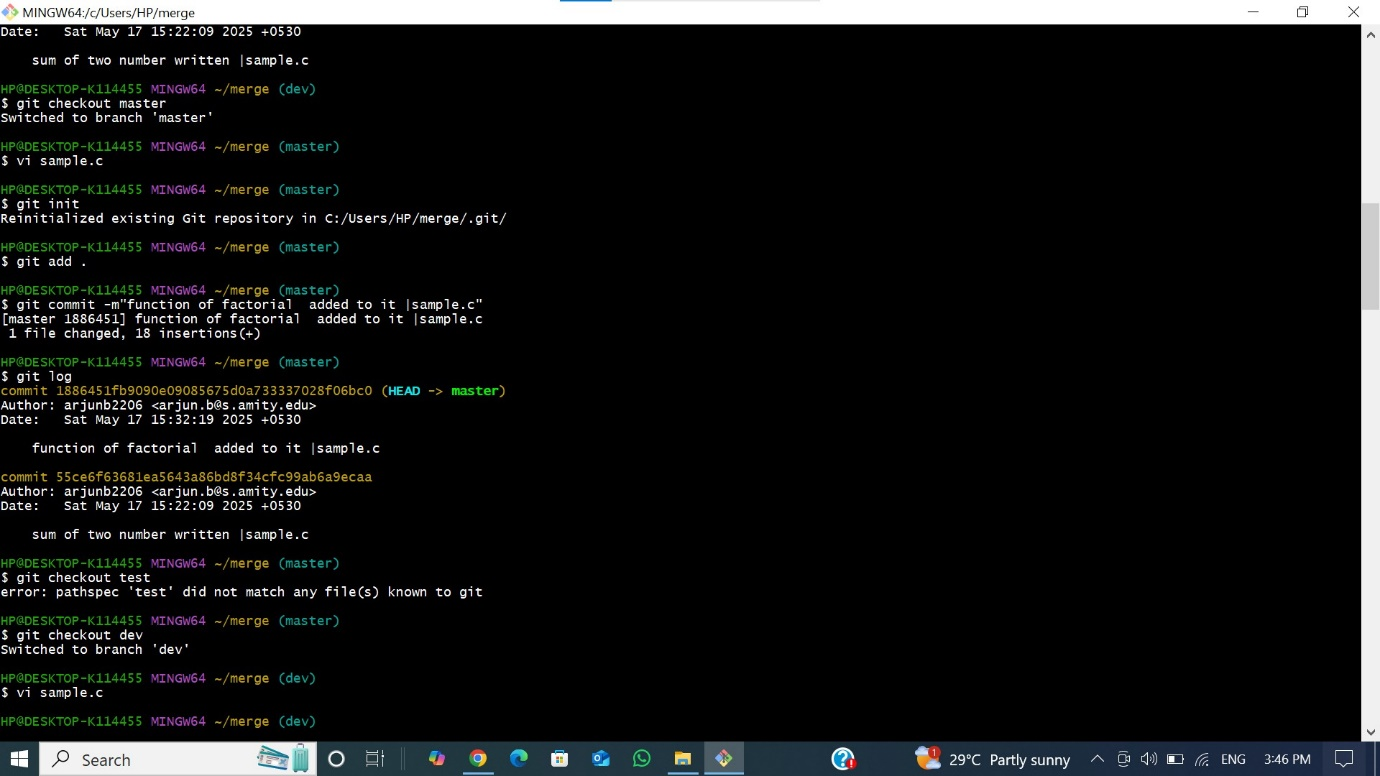 MINGW64:/c/Users/HP/merge
Date:   Sat May 17 15:22:09 2025 +0530
    sum of two number written |sample.c
HP@DESKTOP-K114455 MINGW64 ~/merge (dev)
$ git checkout master
Switched to branch 'master'
HP@DESKTOP-K114455 MINGW64 ~/merge (master)
$ vi sample.c
HP@DESKTOP-K114455 MINGW64 ~/merge (master)
$ git init
Reinitialized existing Git repository in C:/Users/HP/merge/.git/
HP@DESKTOP-K114455 MINGW64 ~/merge (master)
$ git add .
HP@DESKTOP-K114455 MINGW64 ~/merge (master)
$ git commit -m"function of factorial  added to it |sample.c"
[master 1886451] function of factorial  added to it |sample.c
 1 file changed, 18 insertions(+)
HP@DESKTOP-K114455 MINGW64 ~/merge (master)
$ git log
commit 1886451fb9090e09085675d0a733337028f06bc0 (HEAD -> master)
Author: arjunb2206 <arjun.b@s.amity.edu>
Date:   Sat May 17 15:32:19 2025 +0530
    function of factorial  added to it |sample.c
commit 55ce6f63681ea5643a86bd8f34cfc99ab6a9ecaa
Author: arjunb2206 <arjun.b@s.amity.edu>
Date:   Sat May 17 15:22:09 2025 +0530
    sum of two number written |sample.c
HP@DESKTOP-K114455 MINGW64 ~/merge (master)
$ git checkout test
error: pathspec 'test' did not match any file(s) known to git
HP@DESKTOP-K114455 MINGW64 ~/merge (master)
$ git checkout dev
Switched to branch 'dev'
HP@DESKTOP-K114455 MINGW64 ~/merge (dev)
$ vi sample.c
HP@DESKTOP-K114455 MINGW64 ~/merge (dev)
Search
1
29°C Partly sunny
ENG
3:46 PM